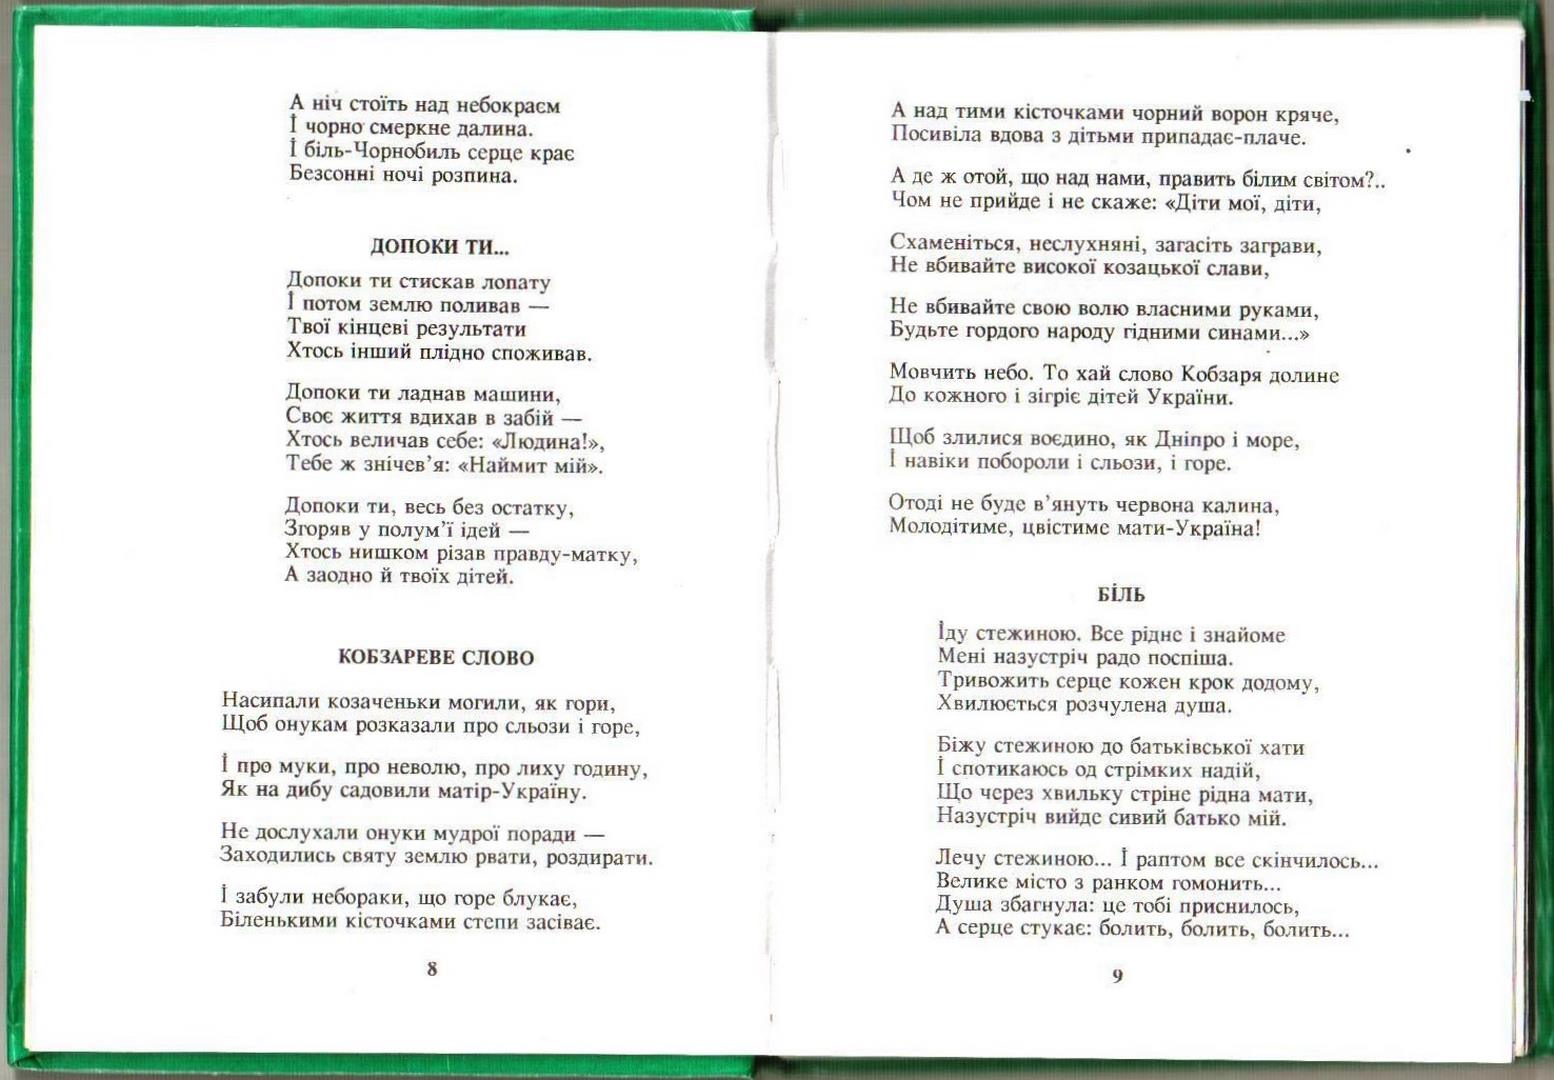 А ніч стоїть над небокраєм
І чорно смеркне далина.
І біль-Чорнобиль серце крає
Безсонні ночі розпина.
ДОПОКИ ТИ...
Допоки ти стискав лопату
І потом землю поливав —
Твої кінцеві результати
Хтось інший плідно споживав.
Допоки ти ладнав машини,
Своє життя вдихав в забій —
Хтось величав себе: «Людина!»,
Тебе ж знічев’я: «Наймит мій».
Допоки ти, весь без остатку,
Згоряв у полум’ї ідей —
Хтось нишком різав правду-матку,
А заодно й твоїх дітей.
КОБЗАРЕВЕ СЛОВО
Насипали козаченьки могили, як гори,
Щоб онукам розказали про сльози і горе,
І про муки, про неволю, про лиху годину,
Як на дибу садовили матір-Україну.
Не дослухали онуки мудрої поради —
Заходились святу землю рвати, роздирати.
І забули небораки, що горе блукає,
Біленькими кісточками степи засіває.
8
А над тими кісточками чорний ворон кряче,
Посивіла вдова з дітьми припадає-плаче.
А де ж отой, що над нами, править білим світом?..
Чом не прийде і не скаже: «Діти мої, діти,
Схаменіться, неслухняні, загасіть заграви,
Не вбивайте високої козацької слави,
Не вбивайте свою волю власними руками,
Будьте гордого народу гідними синами...»
Мовчить небо. То хай слово Кобзаря долине
До кожного і зігріє дітей України.
Щоб злилися воєдино, як Дніпро і море,
І навіки побороли і сльози, і горе.
Отоді не буде в’януть червона калина,
Молодітиме, цвістиме мати-Україна!
БІЛЬ
Іду стежиною. Все рідне і знайоме
Мені назустріч радо поспіша.
Тривожить серце кожен крок додому,
Хвилюється розчулена душа.
Біжу стежиною до батьківської хати
І спотикаюсь од стрімких надій,
Що через хвильку стріне рідна мати,
Назустріч вийде сивий батько мій.
Лечу стежиною... І раптом все скінчилось...
Велике місто з ранком гомонить...
Душа збагнула: це тобі приснилось,
А серце стукає: болить, болить, болить...
9